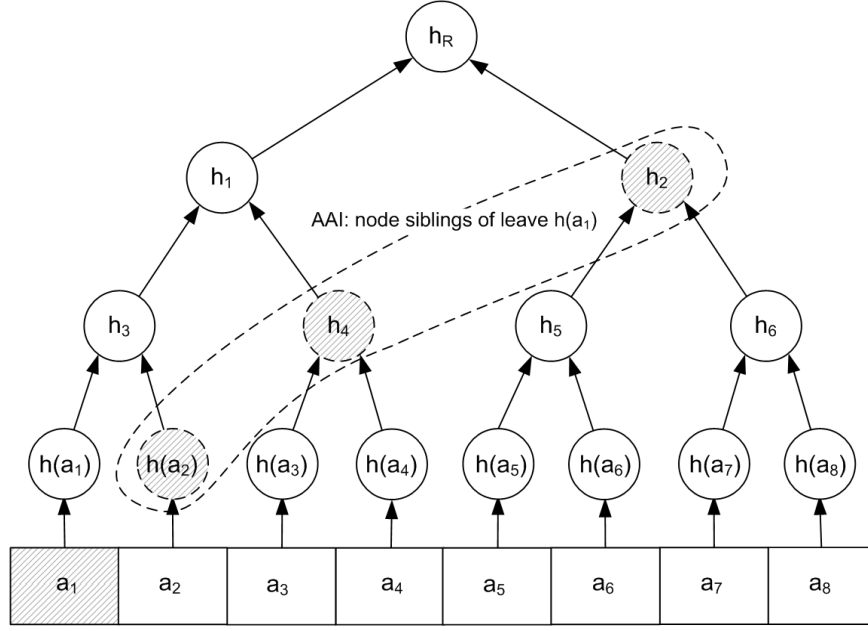 h_R
h_1
h_2
AAI: node siblings of leave h(a_1)
h_3
h_4
h_5
h_6
h(a_1)
h(a_2)
h(a_3)
h(a_4)
h(a_5)
h(a_6)
h(a_7)
h(a_8)
a_1
a_2
a_3
a_4
a_5
a_6
a_7
a_8